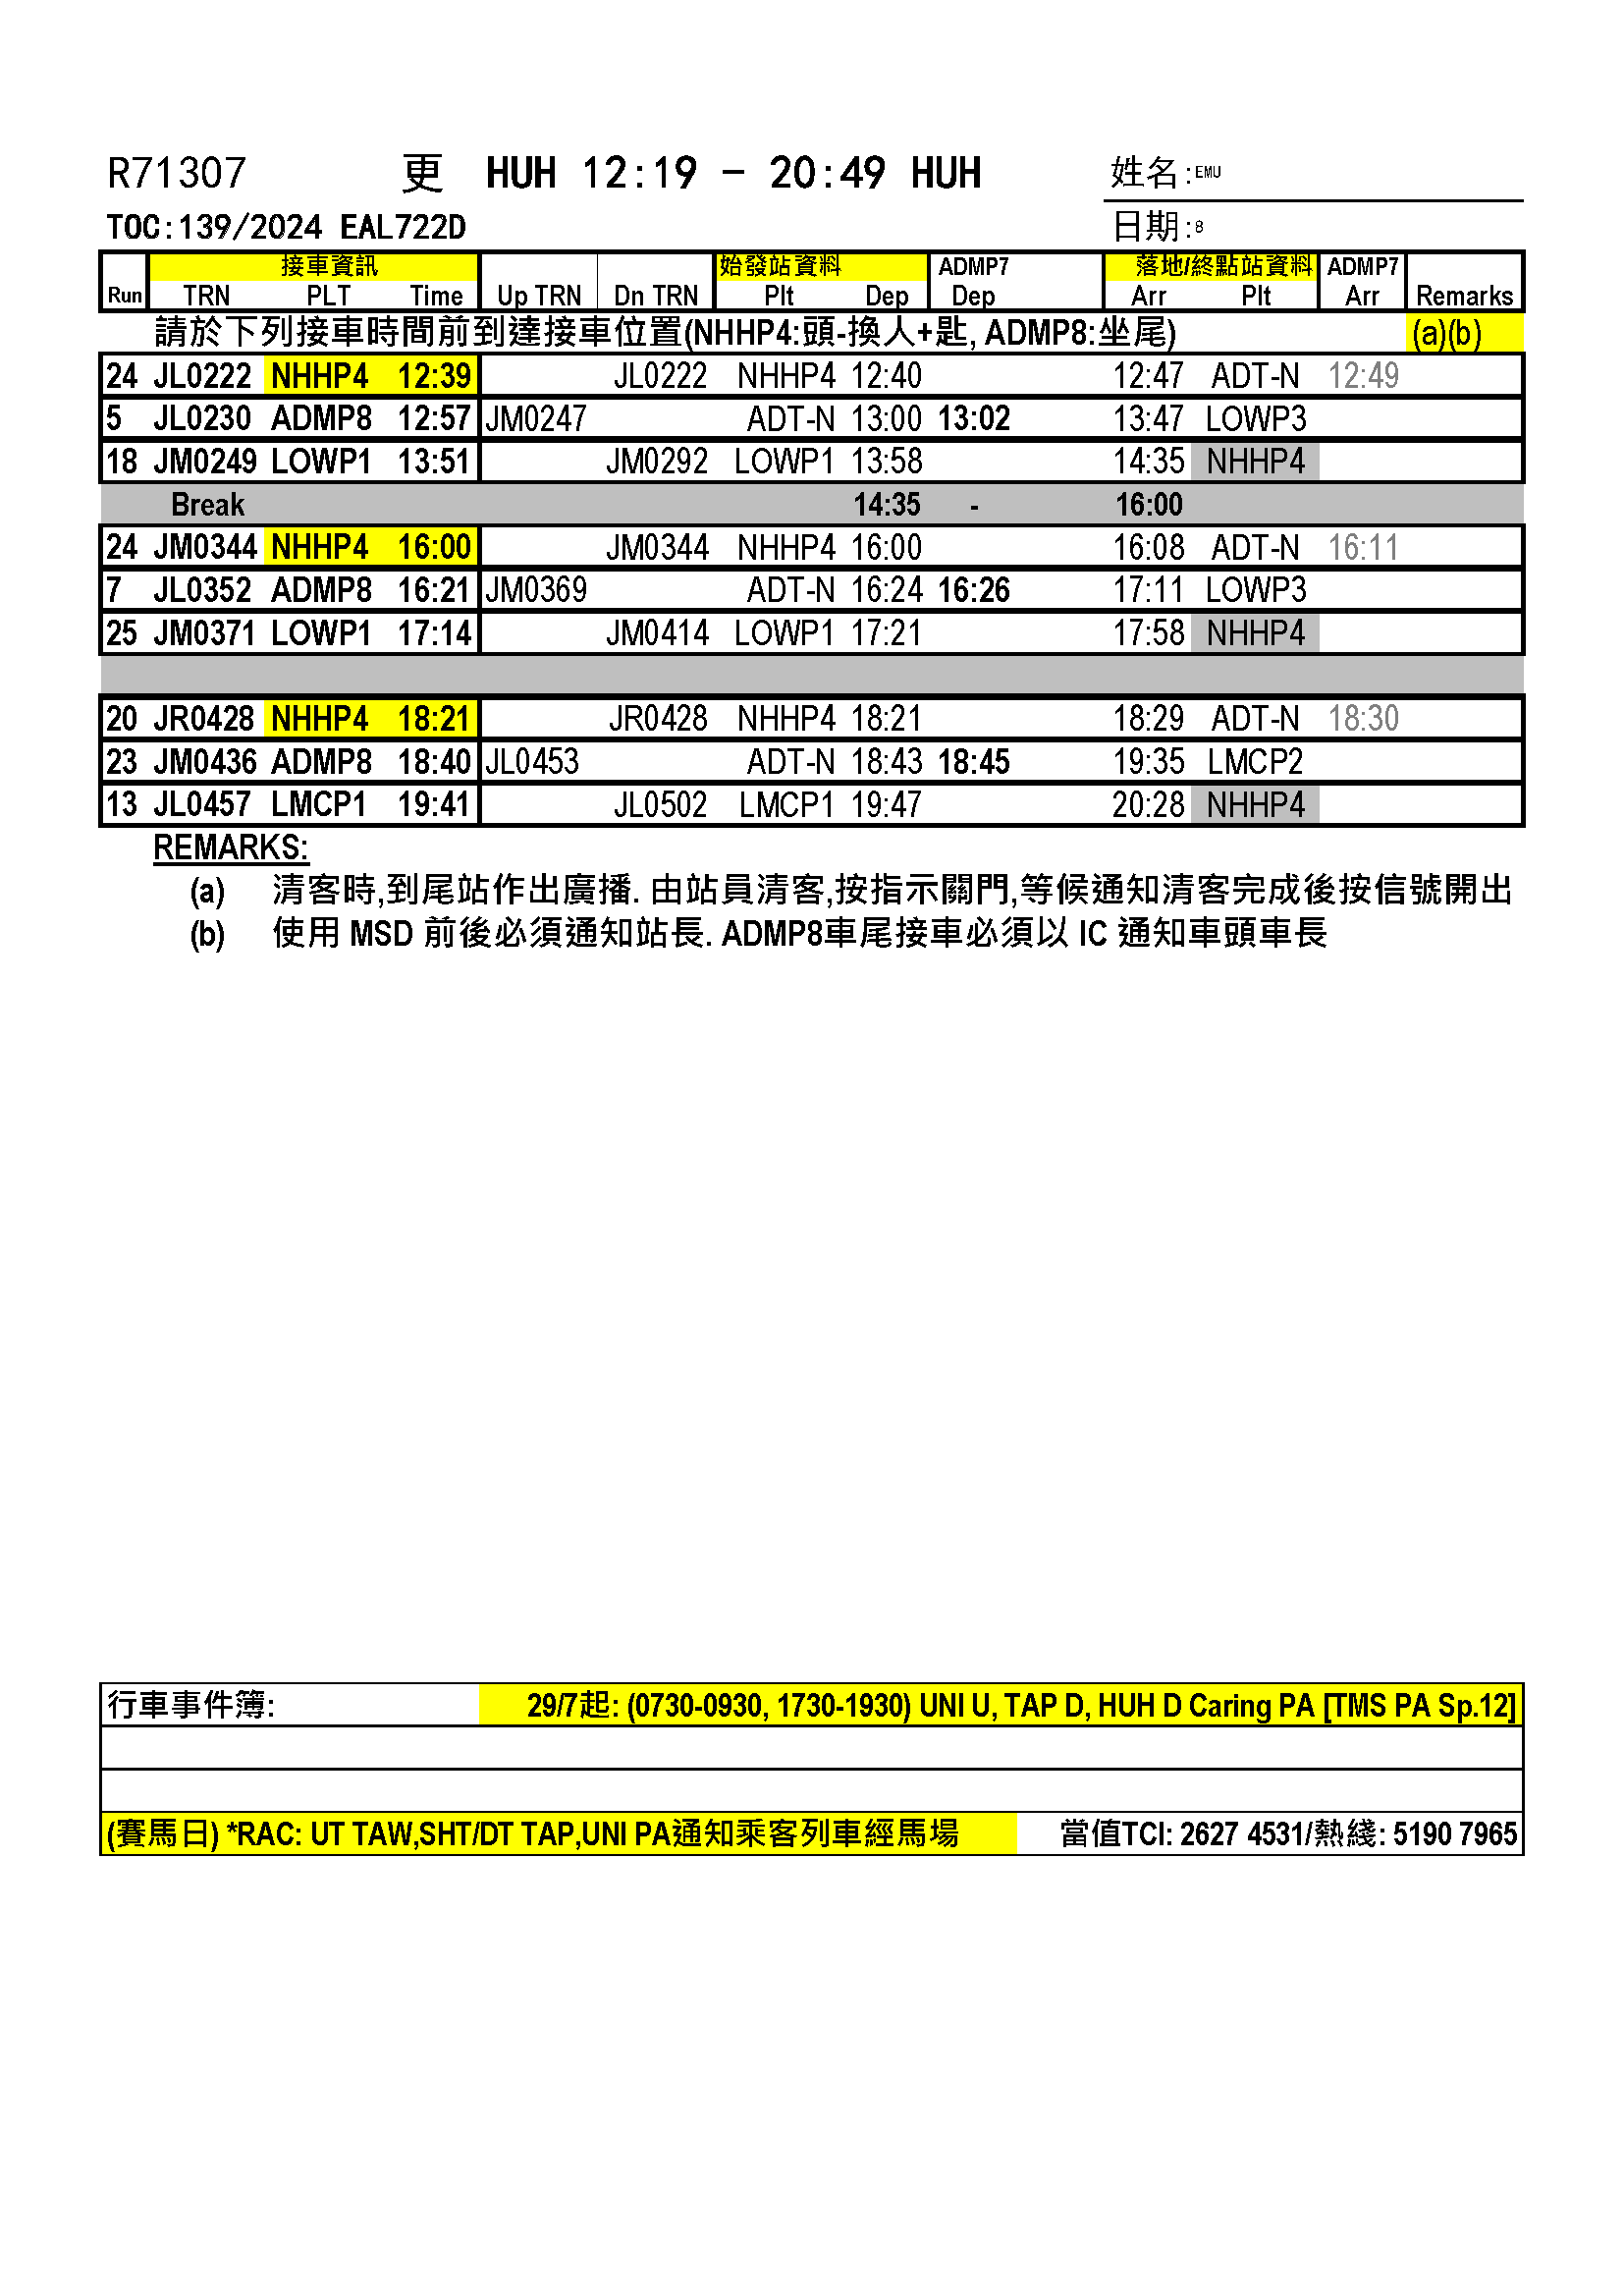 R71307 更 HUH 12:19 - 20:49 HUH 姓名:EMU
TOC:139/2024 EAL722D 日期:8
接車資訊 始發站資料 ADMP7 落地/終點站資料 ADMP7
Run TRN PLT Time Up TRN Dn TRN Plt Dep Dep Arr Plt Arr Remarks
請於下列接車時間前到達接車位置(NHHP4:頭-換人+匙, ADMP8:坐尾) (a)(b)
24 JL0222 NHHP4 12:39 JL0222 NHHP4 12:40 12:47 ADT-N 12:49
5 JL0230 ADMP8 12:57 JM0247 ADT-N 13:00 13:02 13:47 LOWP3
18 JM0249 LOWP1 13:51 JM0292 LOWP1 13:58 14:35 NHHP4
Break 14:35 - 16:00
24 JM0344 NHHP4 16:00 JM0344 NHHP4 16:00 16:08 ADT-N 16:11
7 JL0352 ADMP8 16:21 JM0369 ADT-N 16:24 16:26 17:11 LOWP3
25 JM0371 LOWP1 17:14 JM0414 LOWP1 17:21 17:58 NHHP4
20 JR0428 NHHP4 18:21 JR0428 NHHP4 18:21 18:29 ADT-N 18:30
23 JM0436 ADMP8 18:40 JL0453 ADT-N 18:43 18:45 19:35 LMCP2
13 JL0457 LMCP1 19:41 JL0502 LMCP1 19:47 20:28 NHHP4
REMARKS:
(a) 清客時,到尾站作出廣播. 由站員清客,按指示關門,等候通知清客完成後按信號開出
(b) 使用 MSD 前後必須通知站長. ADMP8車尾接車必須以 IC 通知車頭車長
行車事件簿: 29/7起: (0730-0930, 1730-1930) UNI U, TAP D, HUH D Caring PA [TMS PA Sp.12]
(賽馬日) *RAC: UT TAW,SHT/DT TAP,UNI PA通知乘客列車經馬場 當值TCI: 2627 4531/熱綫: 5190 7965